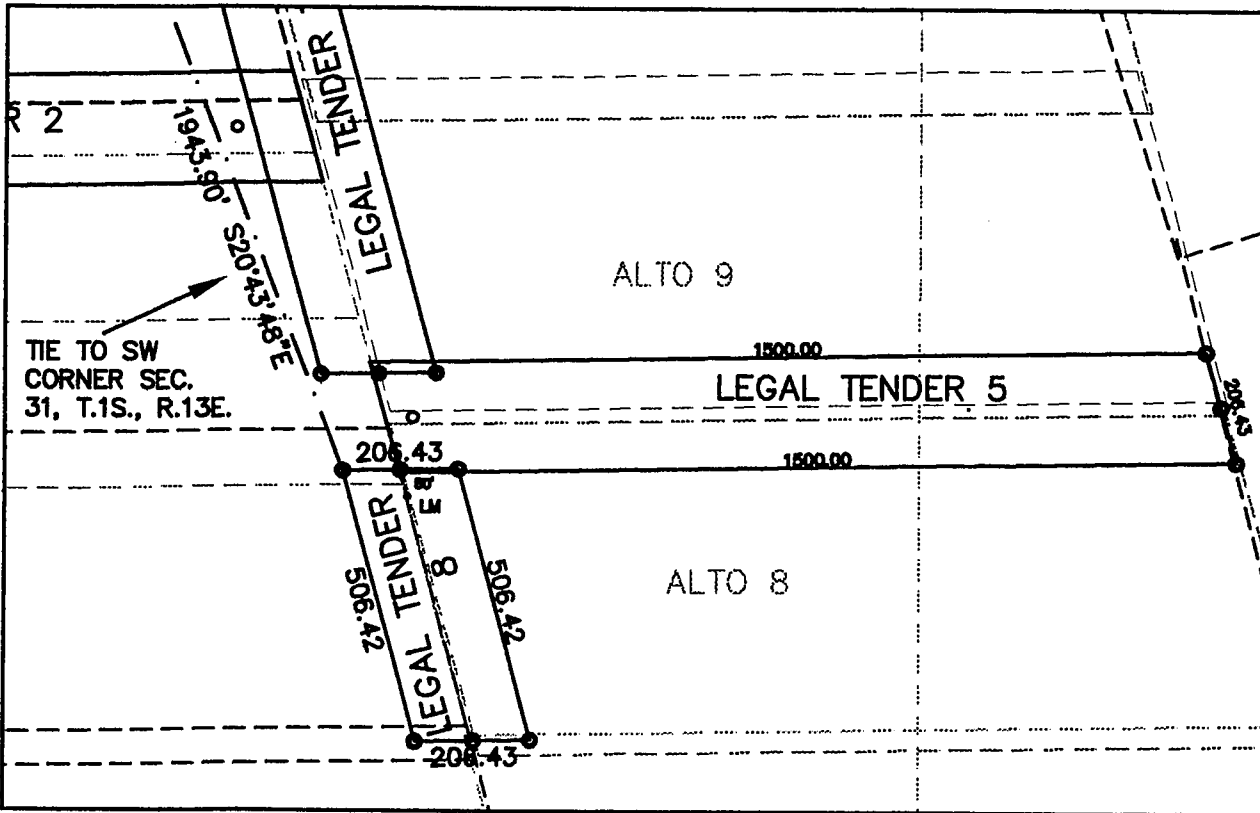 LEGAL TENDER
R 2
1943.90' S20°43'48"E
ALTO 9
TIE TO SW
CORNER SEC.
31, T.1S., R.13E.
1500.00
LEGAL TENDER 5
206.43
206.43
1500.00
LM
LEGAL TENDER 8
506.42
506.42
ALTO 8
206.43